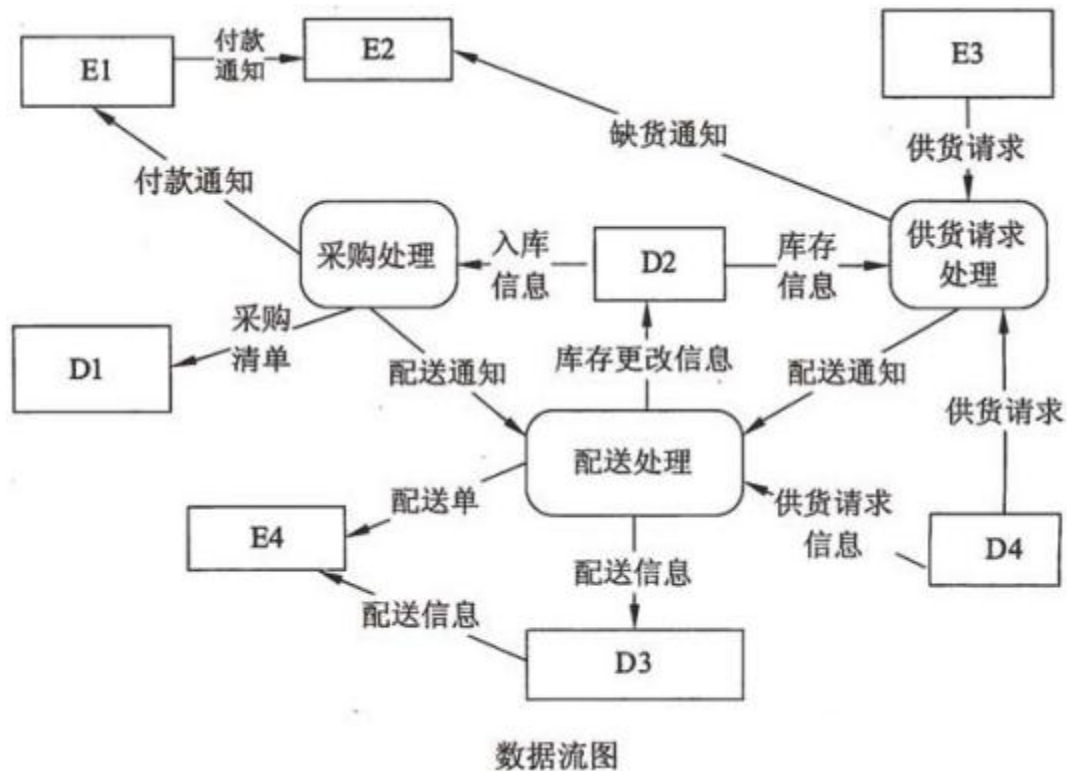 E1
付款
通知
E2
E3
缺货通知
供货请求
付款通知
采购处理
入库
信息
D2
库存
信息
供货请求
处理
采购
清单
D1
配送通知
库存更改信息
配送通知
供货请求
配送处理
配送单
供货请求
信息
E4
D4
配送信息
配送信息
D3
数据流图